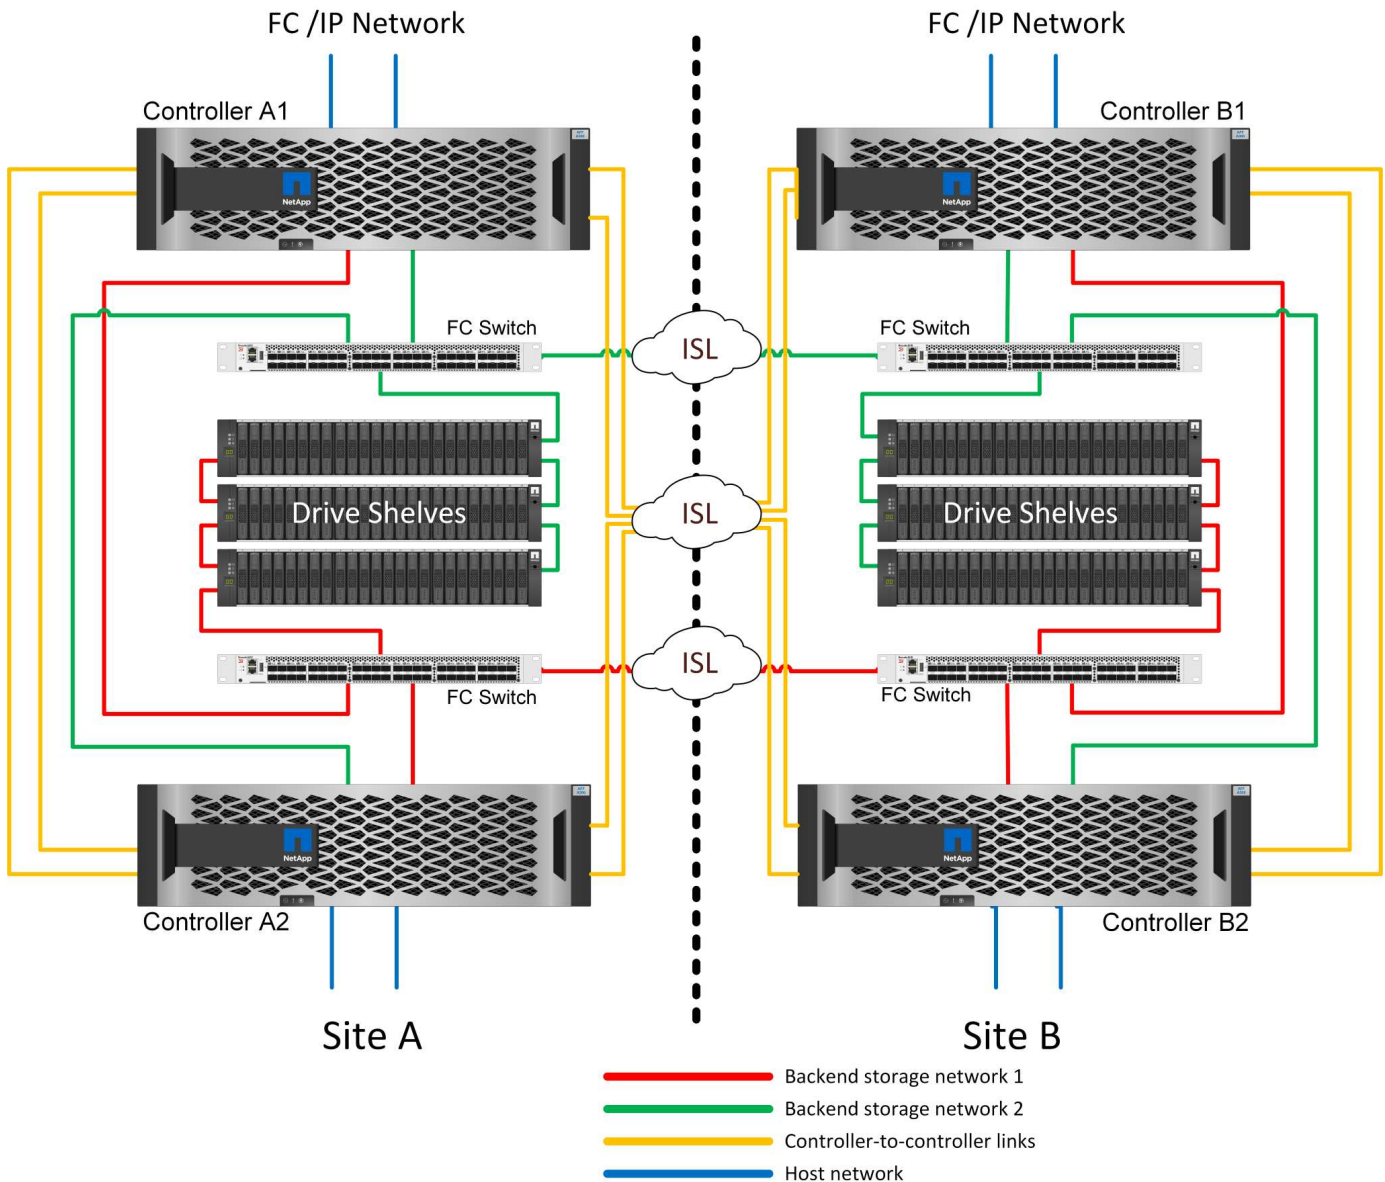 FC /IP Network
FC /IP Network
Controller A1
Controller B1
NetApp
NetApp
FC Switch
FC Switch
ISL
Drive Shelves
ISL
Drive Shelves
ISL
FC Switch
FC Switch
NetApp
NetApp
Controller A2
Controller B2
Site A
Site B
Backend storage network 1
Backend storage network 2
Controller-to-controller links
Host network